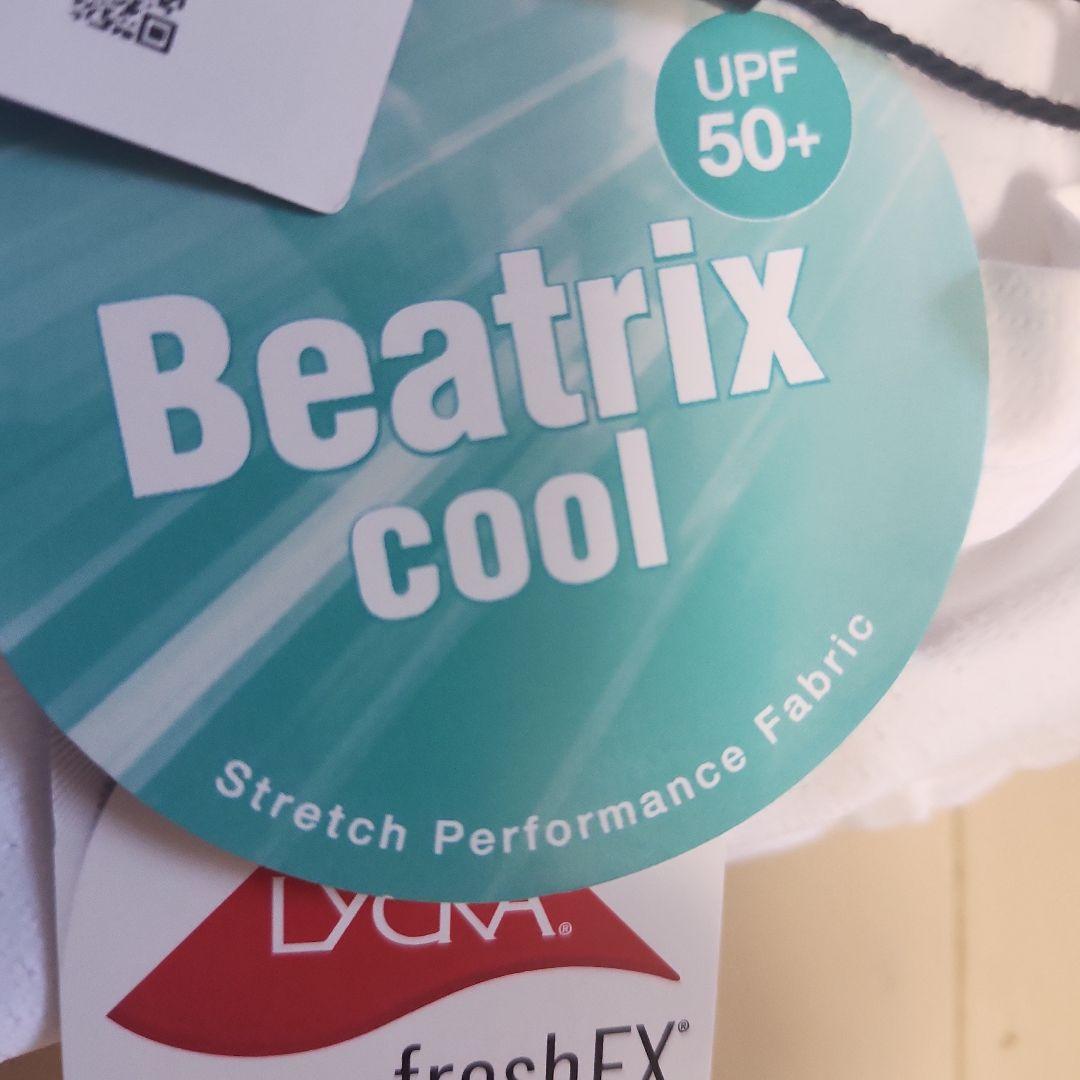 UPF
50+
Beatrix
cool
Stretch Performance Fabric
LYCRA®
freshFX®